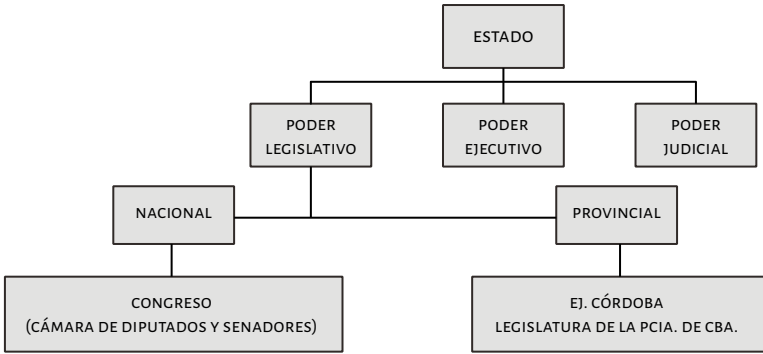 ESTADO
PODER
LEGISLATIVO
PODER
EJECUTIVO
PODER
JUDICIAL
NACIONAL
PROVINCIAL
CONGRESO
(CÁMARA DE DIPUTADOS Y SENADORES)
EJ. CÓRDOBA
LEGISLATURA DE LA PCIA. DE CBA.